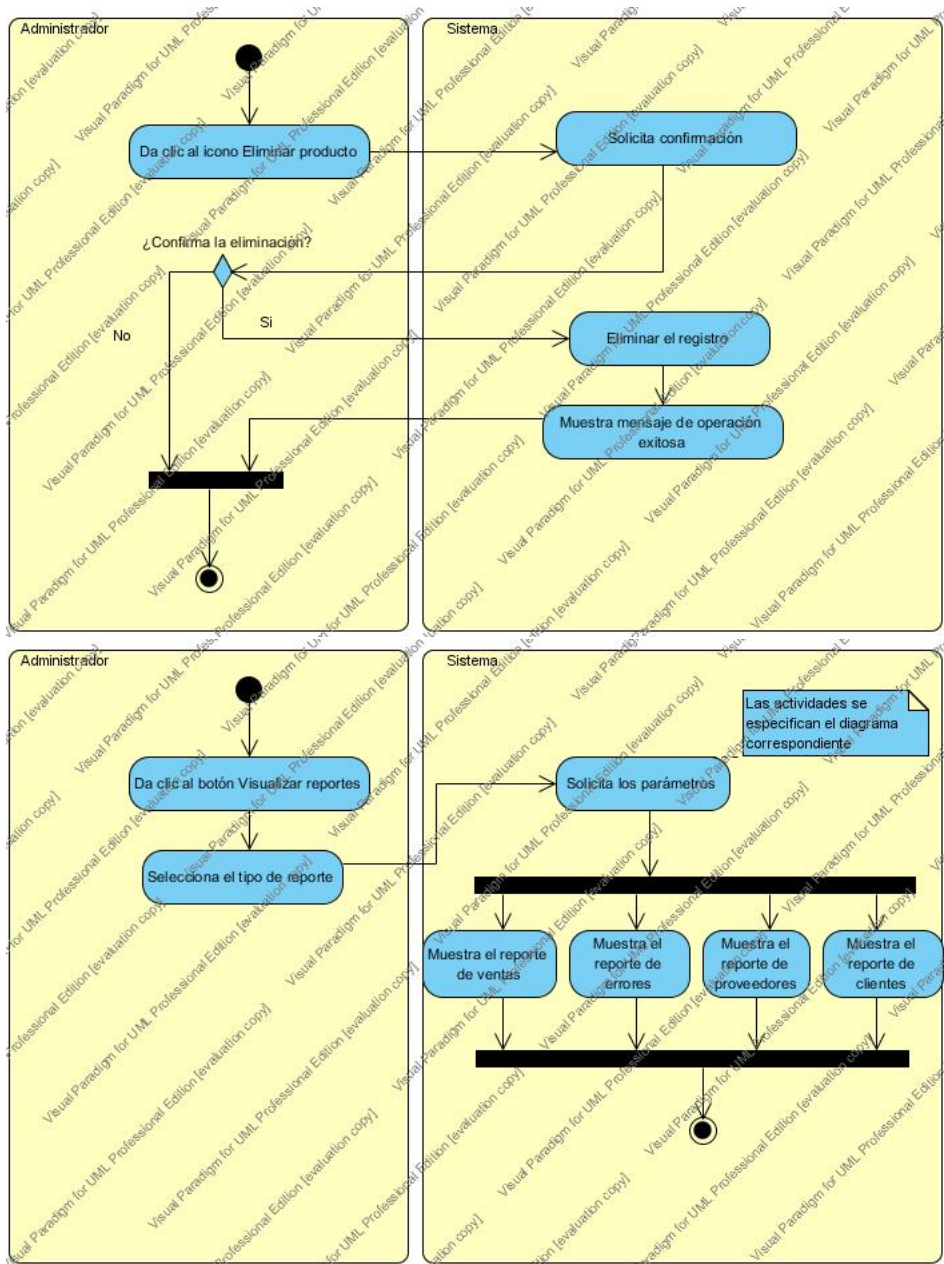 Administrador
Sistema
Da clic al icono Eliminar producto
Solicita confirmación
¿Confirma la eliminación?
No
Si
Eliminar el registro
Muestra mensaje de operación
exitosa
Administrador
Sistema
Las actividades se
especifican el diagrama
correspondiente
Da clic al botón Visualizar reportes
Solicita los parámetros
Selecciona el tipo de reporte
Muestra el reporte
de ventas
Muestra el
reporte de
errores
Muestra el
reporte de
proveedores
Muestra el
reporte de
clientes
Visual Paradigm for UML Professional Edition [evaluation copy]